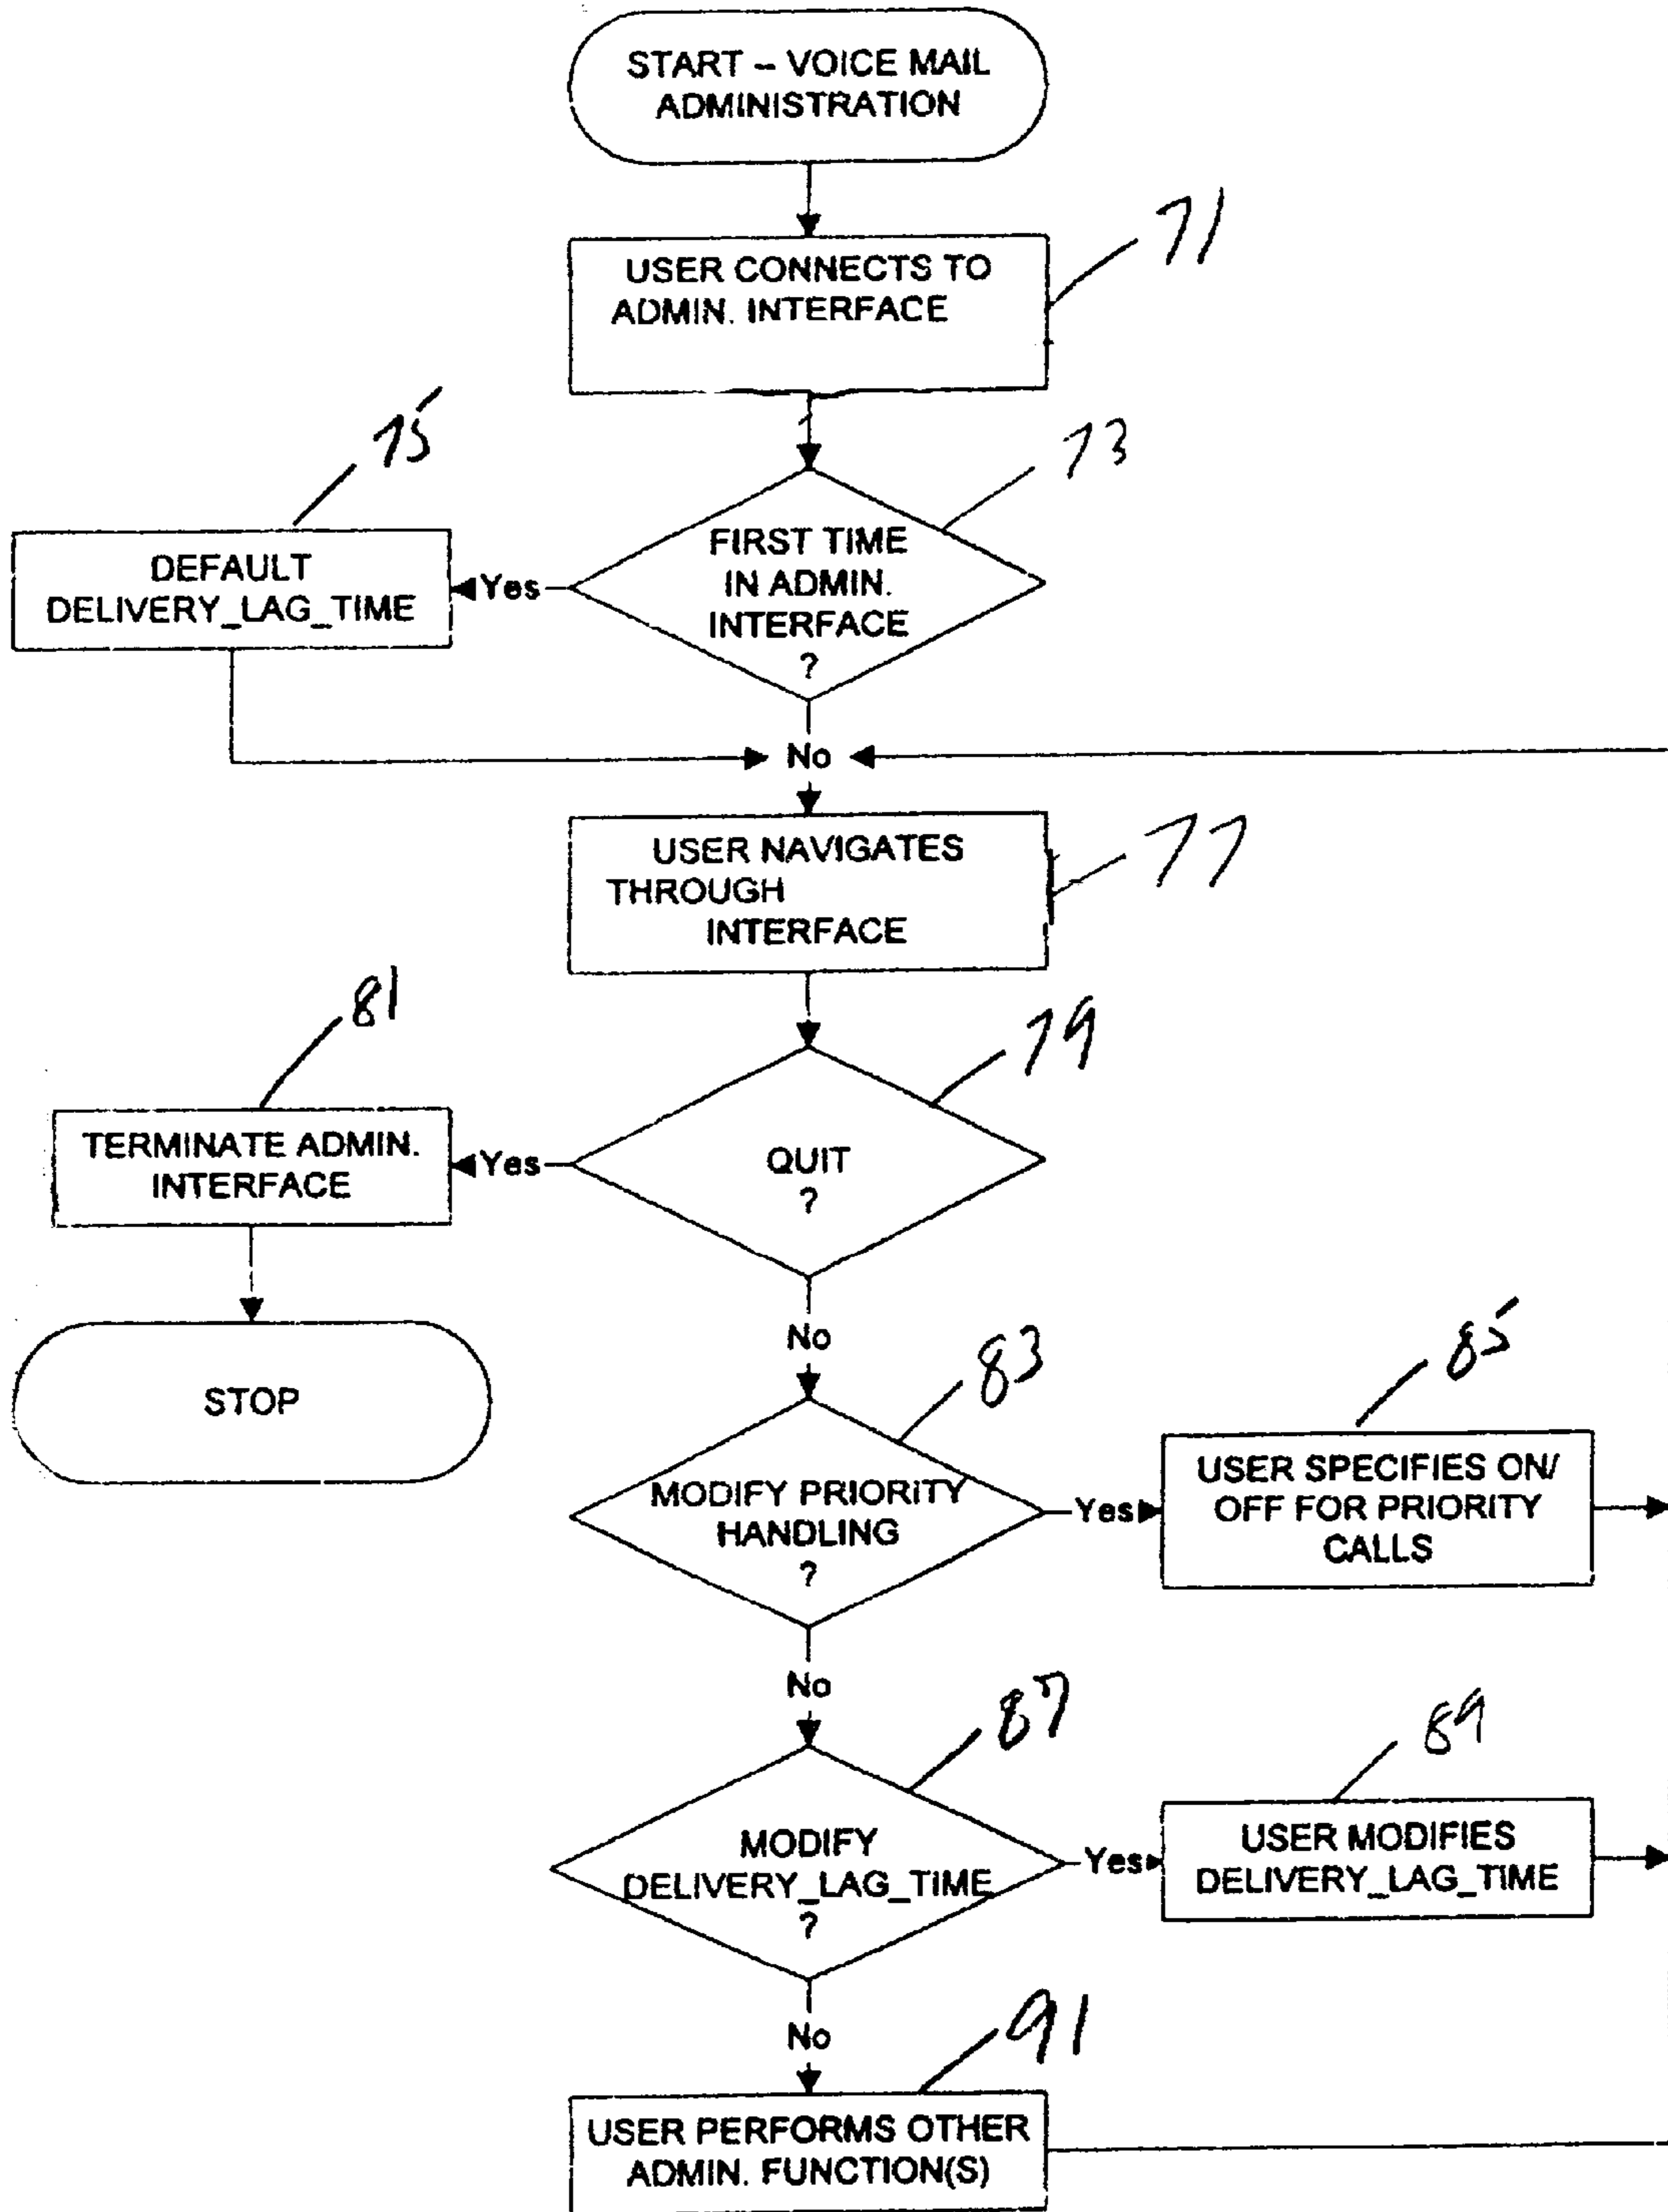 START – VOICE MAIL
ADMINISTRATION
71
USER CONNECTS TO
ADMIN. INTERFACE
75
73
FIRST TIME
IN ADMIN.
INTERFACE
?
Yes
DEFAULT
DELIVERY_LAG_TIME
No
77
USER NAVIGATES
THROUGH
INTERFACE
81
79
QUIT
?
Yes
TERMINATE ADMIN.
INTERFACE
STOP
No
83
85
MODIFY PRIORITY
HANDLING
?
Yes
USER SPECIFIES ON/
OFF FOR PRIORITY
CALLS
No
87
89
MODIFY
DELIVERY_LAG_TIME
?
Yes
USER MODIFIES
DELIVERY_LAG_TIME
No
91
USER PERFORMS OTHER
ADMIN. FUNCTION(S)